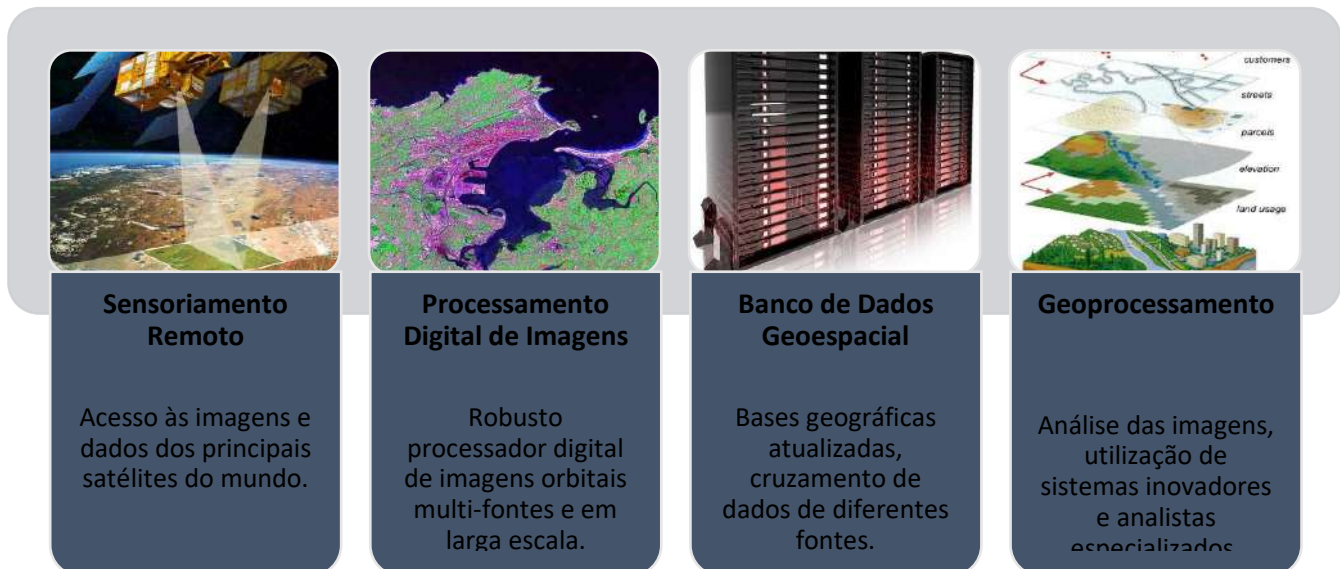 customers
streets
parcels
elevation
land usage
Sensoriamento
Remoto
Acesso às imagens e
dados dos principais
satélites do mundo.
Processamento
Digital de Imagens
Robusto
processador digital
de imagens orbitais
multi-fontes e em
larga escala.
Banco de Dados
Geoespacial
Bases geográficas
atualizadas,
cruzamento de
dados de diferentes
fontes.
Geoprocessamento
Análise das imagens,
utilização de
sistemas inovadores
e analistas
especializados